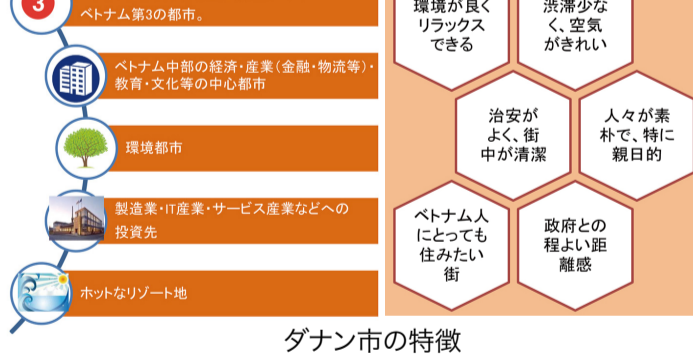 3
ベトナム第3の都市。
ベトナム中部の経済・産業(金融・物流等)・
教育・文化等の中心都市
環境都市
製造業・IT産業・サービス産業などへの
投資先
ホットなリゾート地
環境が良く
リラックス
できる
渋滞少な
く、空気
がきれい
治安が
よく、街
中が清潔
人々が素
朴で、特に
親日的
ベトナム人
にとっても
住みたい
街
政府との
程よい距
離感
ダナン市の特徴